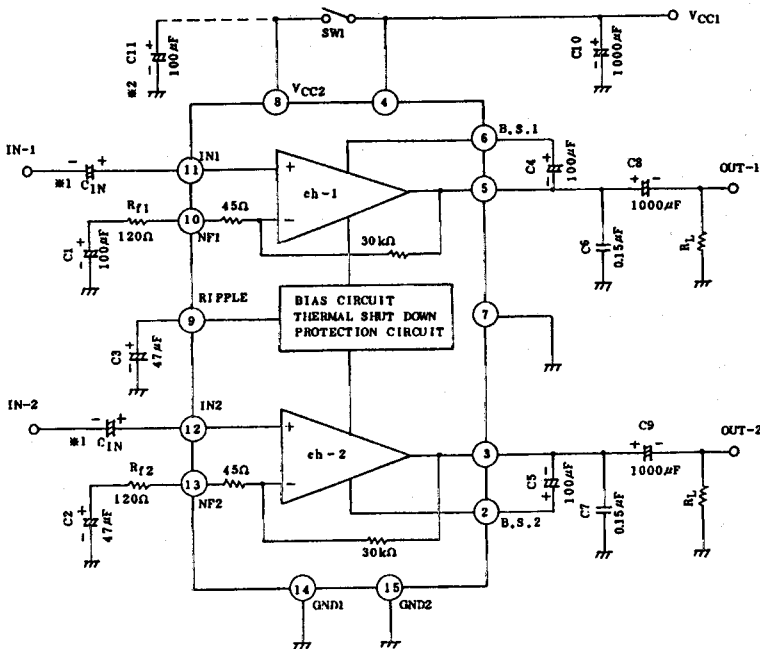 SW1
VCC1
※2
C11
100μF
C10
1000μF
8
VCC2
4
6
B.S.1
IN-1
※1 CIN
11
IN1
ch-1
C4
100μF
5
C8
1000μF
OUT-1
Rf1
120Ω
10
NF1
45Ω
30kΩ
C1
100μF
C6
0.15μF
RL
RIPPLE
9
BIAS CIRCUIT
THERMAL SHUT DOWN
PROTECTION CIRCUIT
7
C3
47μF
IN-2
※1 CIN
12
IN2
ch-2
3
C9
1000μF
OUT-2
Rf2
120Ω
13
NF2
45Ω
30kΩ
C2
47μF
C5
100μF
2
B.S.2
C7
0.15μF
RL
14
GND1
15
GND2